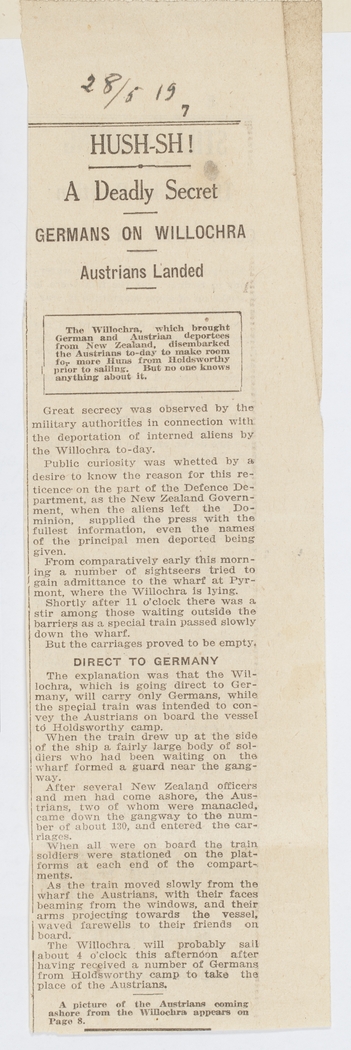 28/5 19
7
HUSH-SH!
A Deadly Secret
GERMANS ON WILLOCHRA
Austrians Landed
The Willochra, which brought
German and Austrian deportees
from New Zealand, disembarked
the Austrians to-day to make room
for more Huns from Holdsworthy
prior to sailing. But no one knows
anything about it.
Great secrecy was observed by the
military authorities in connection with
the deportation of interned aliens by
the Willochra to-day.
Public curiosity was whetted by a
desire to know the reason for this re-
ticence on the part of the Defence De-
partment, as the New Zealand Govern-
ment, when the aliens left the Do-
minion, supplied the press with the
fullest information, even the names
of the principal men deported being
given.
From comparatively early this morn-
ing a number of sightseers tried to
gain admittance to the wharf at Pyr-
mont, where the Willochra is lying.
Shortly after 11 o'clock there was a
stir among those waiting outside the
barriers as a special train passed slowly
down the wharf.
But the carriages proved to be empty.
DIRECT TO GERMANY
The explanation was that the Wil-
lochra, which is going direct to Ger-
many, will carry only Germans, while
the special train was intended to con-
vey the Austrians on board the vessel
to Holdsworthy camp.
When the train drew up at the side
of the ship a fairly large body of sol-
diers who had been waiting on the
wharf formed a guard near the gang-
way.
After several New Zealand officers
and men had come ashore, the Aus-
trians, two of whom were manacled,
came down the gangway to the num-
ber of about 130, and entered the car-
riages.
When all were on board the train
soldiers were stationed on the plat-
forms at each end of the compart-
ments.
As the train moved slowly from the
wharf the Austrians, with their faces
beaming from the windows, and their
arms projecting towards the vessel,
waved farewells to their friends on
board.
The Willochra will probably sail
about 4 o'clock this afternoon after
having received a number of Germans
from Holdsworthy camp to take the
place of the Austrians.
A picture of the Austrians coming
ashore from the Willochra appears on
Page 8.